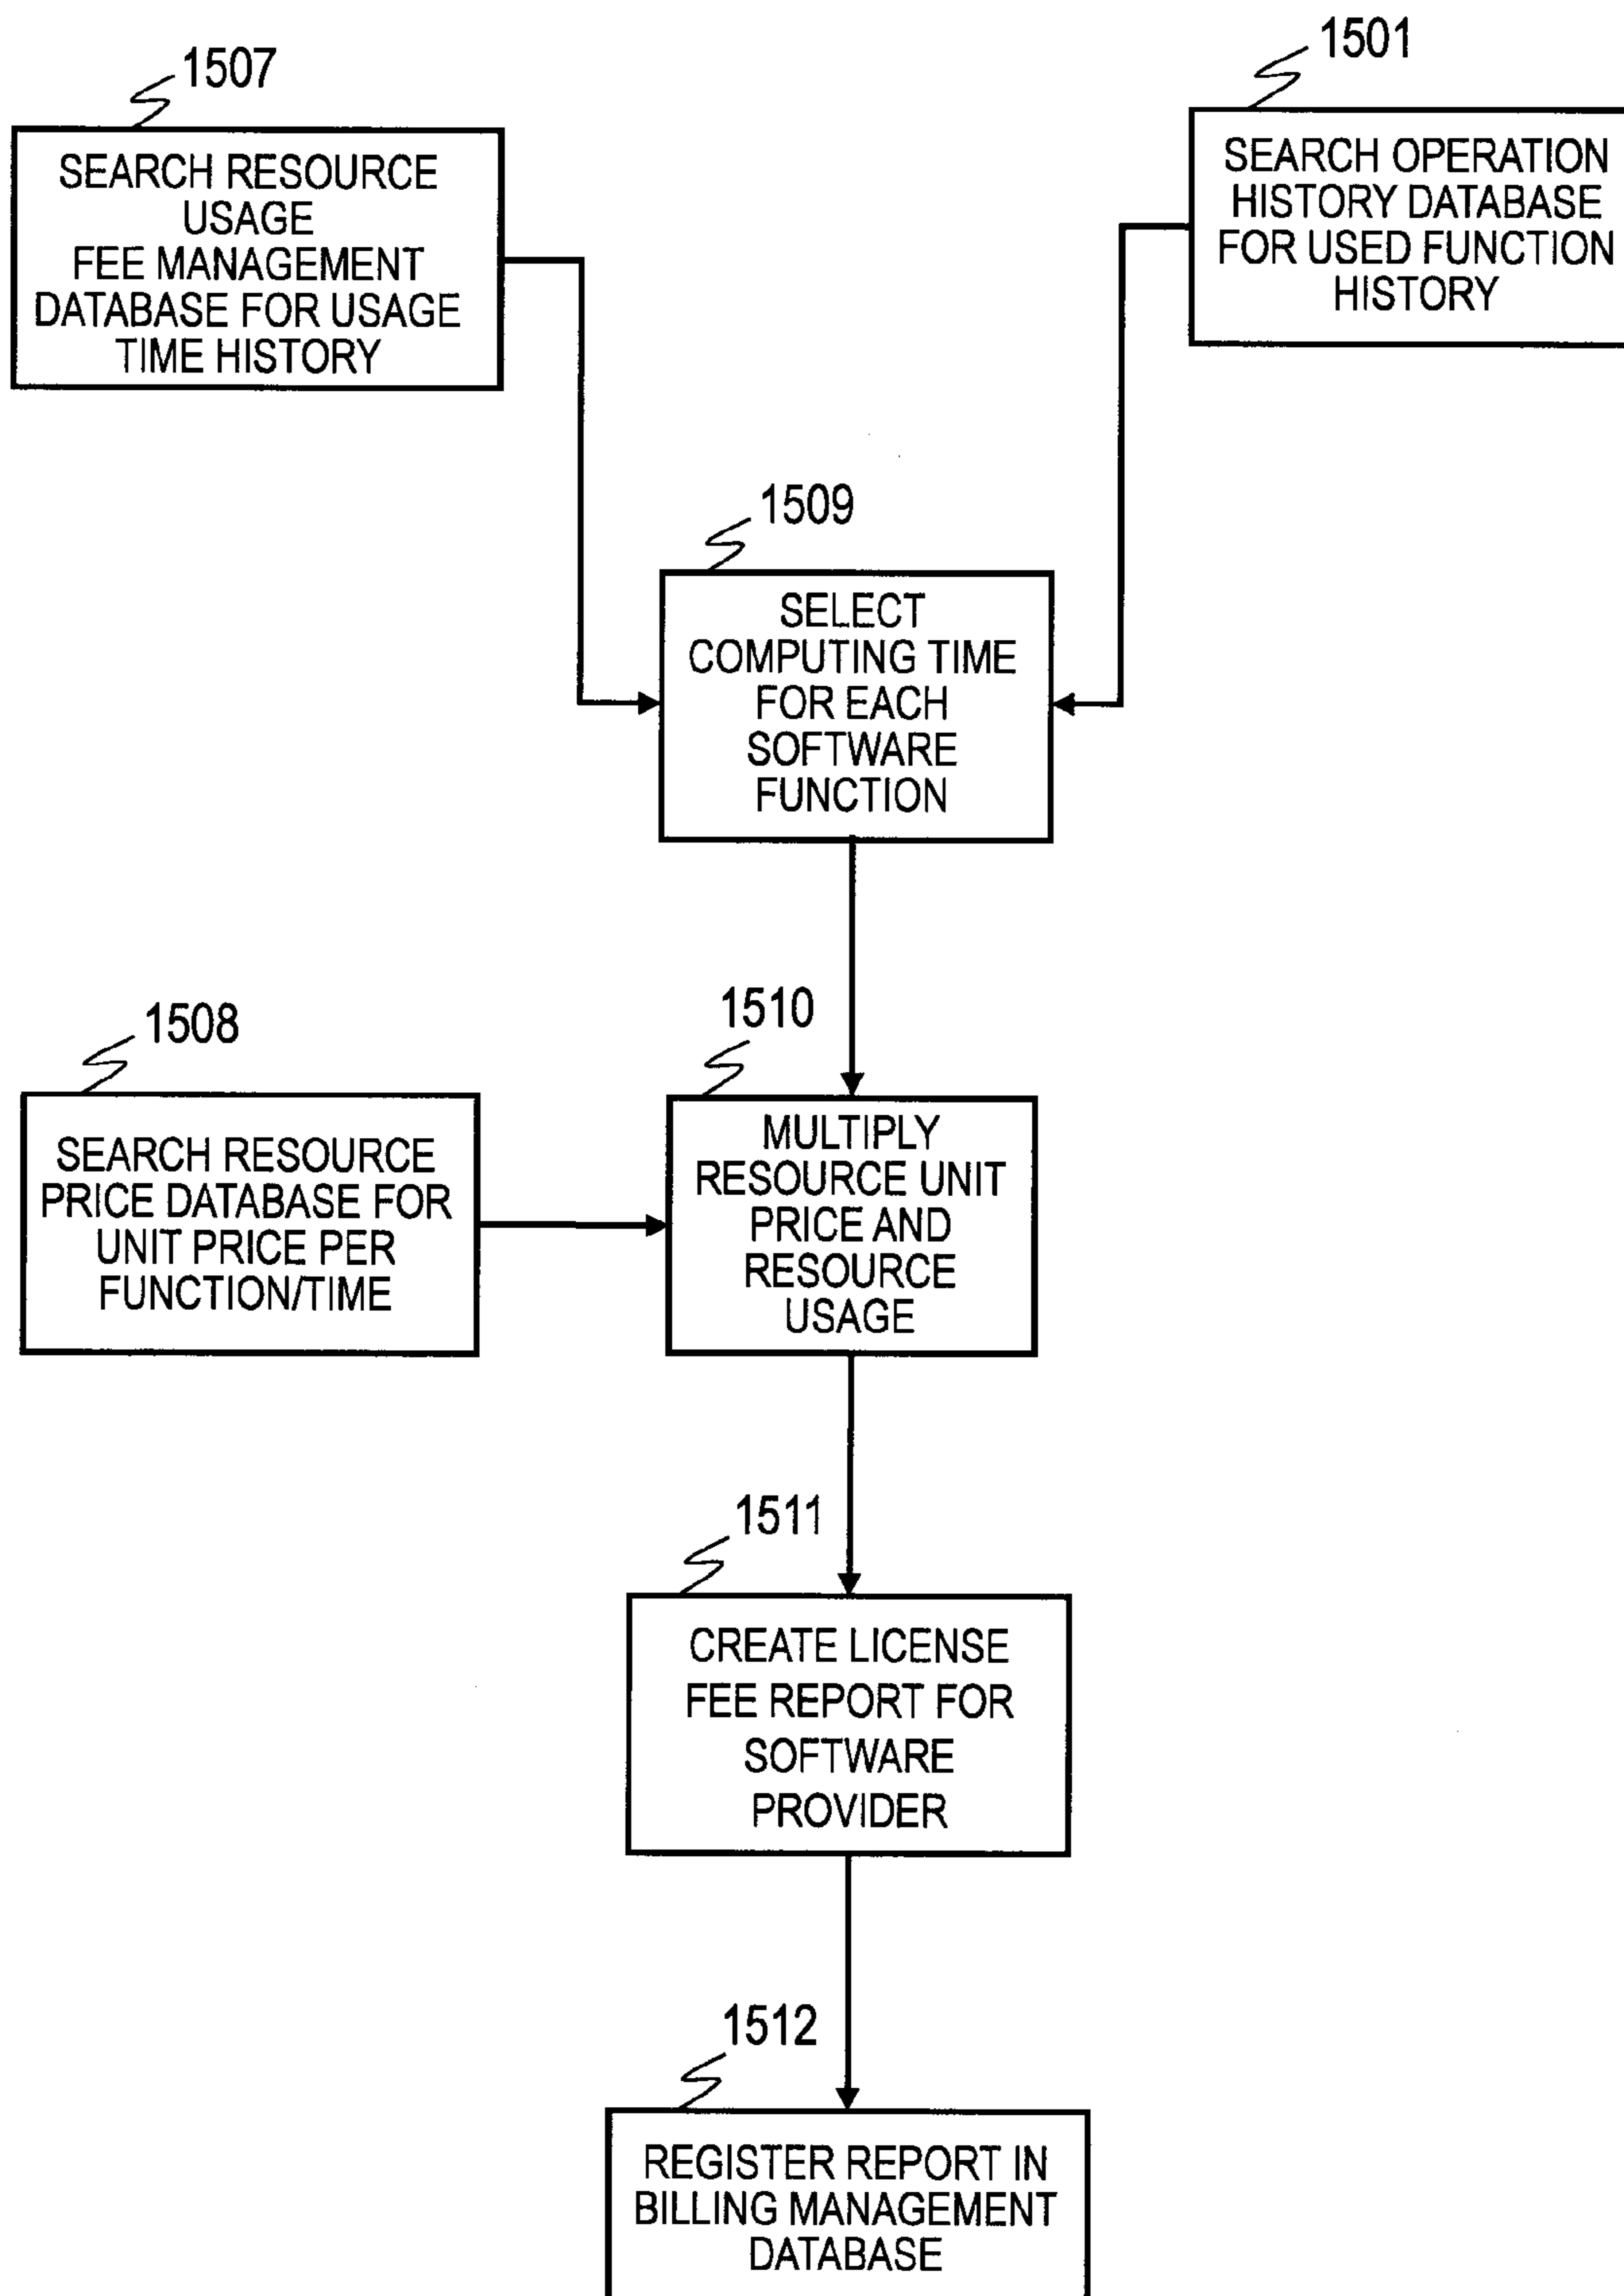 1507
SEARCH RESOURCE
USAGE
FEE MANAGEMENT
DATABASE FOR USAGE
TIME HISTORY
1501
SEARCH OPERATION
HISTORY DATABASE
FOR USED FUNCTION
HISTORY
1509
SELECT
COMPUTING TIME
FOR EACH
SOFTWARE
FUNCTION
1508
SEARCH RESOURCE
PRICE DATABASE FOR
UNIT PRICE PER
FUNCTION/TIME
1510
MULTIPLY
RESOURCE UNIT
PRICE AND
RESOURCE
USAGE
1511
CREATE LICENSE
FEE REPORT FOR
SOFTWARE
PROVIDER
1512
REGISTER REPORT IN
BILLING MANAGEMENT
DATABASE